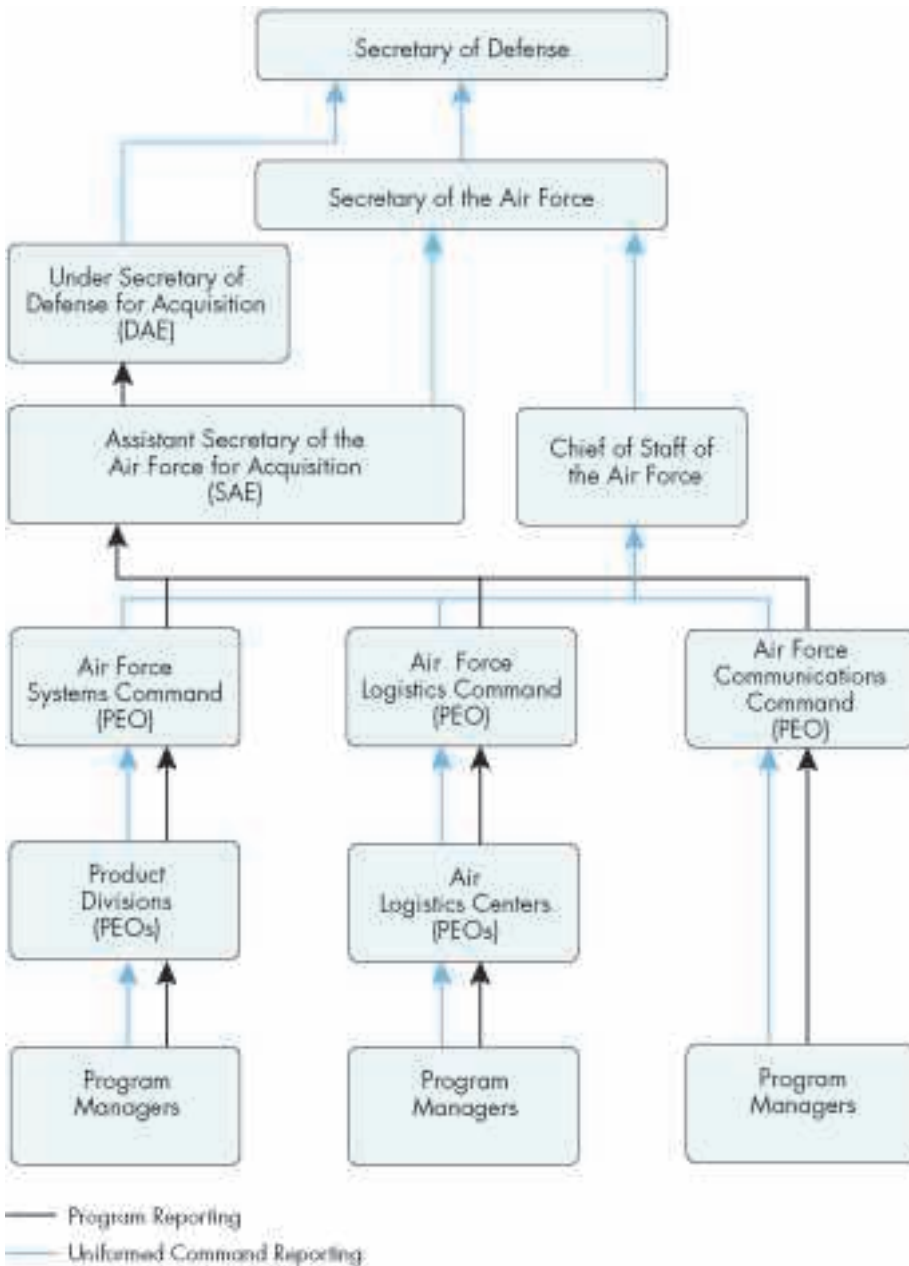 Secretary of Defense
Secretary of the Air Force
Under Secretary of
Defense for Acquisition
(DAE)
Assistant Secretary of the
Air Force for Acquisition
(SAE)
Chief of Staff of
the Air Force
Air Force
Systems Command
(PEO)
Air Force
Logistics Command
(PEO)
Air Force
Communications
Command
(PEO)
Product
Divisions
(PEOs)
Air
Logistics Centers
(PEOs)
Program
Managers
Program
Managers
Program
Managers
Program Reporting
Uniformed Command Reporting